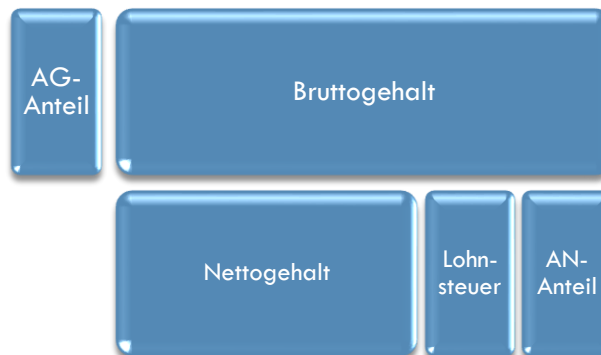 AG-
Anteil
Bruttogehalt
Nettogehalt
Lohn-
steuer
AN-
Anteil